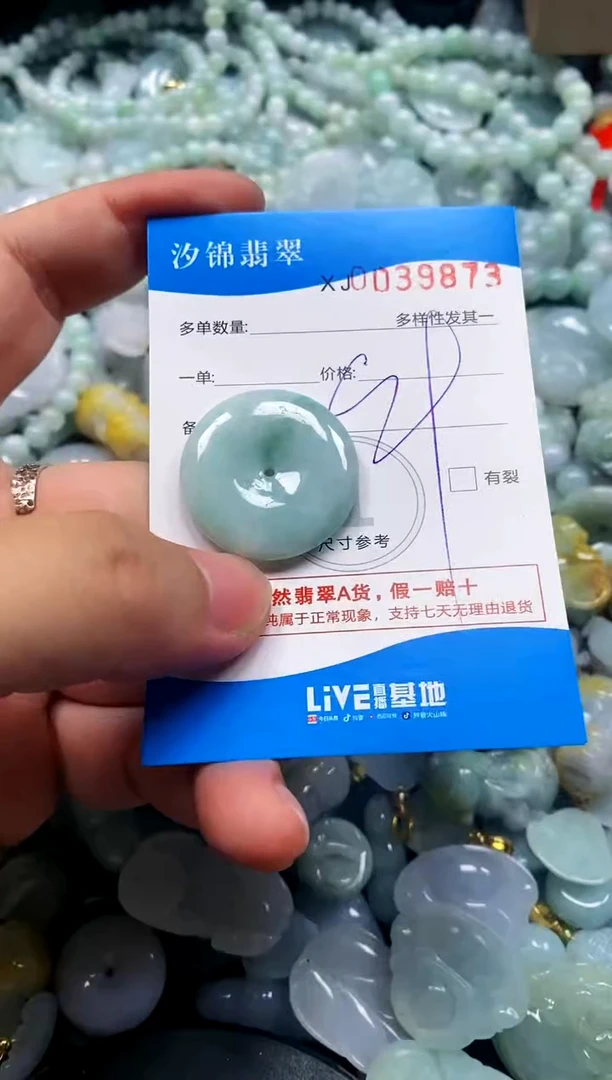 汐锦翡翠
XJ0039873
多单数量:
多样性发其一
一单: 价格:
有裂
尺寸参考
然翡翠A货，假一赔十
纯属于正常现象，支持七天无理由退货
LiVE直播基地